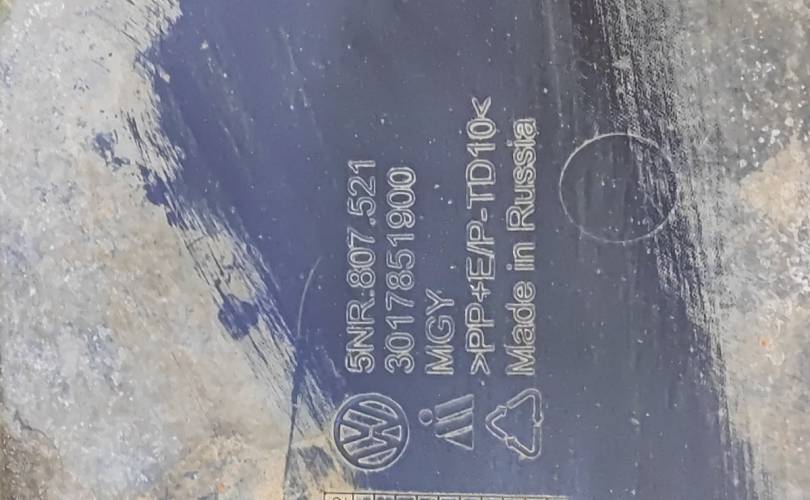 5NR.807.521
3017851900
MGY
>PP+E/P-TD10<
Made in Russia